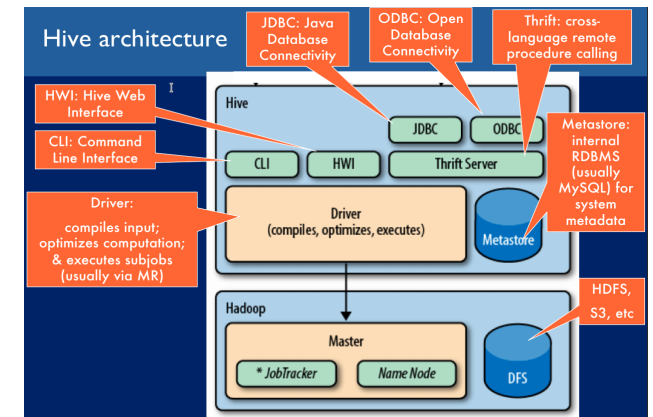 Hive architecture
JDBC: Java
Database
Connectivity
ODBC: Open
Database
Connectivity
Thrift: cross-
language remote
procedure calling
HWI: Hive Web
Interface
CLI: Command
Line Interface
Driver:
compiles input;
optimizes computation;
& executes subjobs
(usually via MR)
Hive
JDBC
ODBC
CLI
HWI
Thrift Server
Driver
(compiles, optimizes, executes)
Metastore
Metastore:
internal
RDBMS
(usually
MySQL) for
system
metadata
Hadoop
Master
* JobTracker
Name Node
DFS
HDFS,
S3, etc